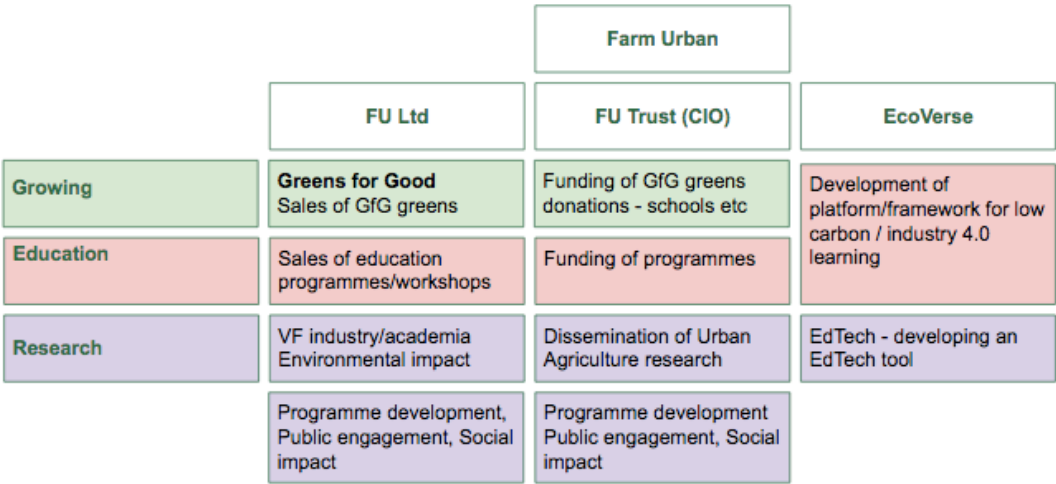 Farm Urban
FU Ltd
FU Trust (CIO)
EcoVerse
Growing
Greens for Good
Sales of GfG greens
Funding of GfG greens
donations - schools etc
Development of
platform/framework for low
carbon / industry 4.0
learning
Education
Sales of education
programmes/workshops
Funding of programmes
Research
VF industry/academia
Environmental impact
Dissemination of Urban
Agriculture research
EdTech - developing an
EdTech tool
Programme development,
Public engagement, Social
impact
Programme development
Public engagement, Social
impact